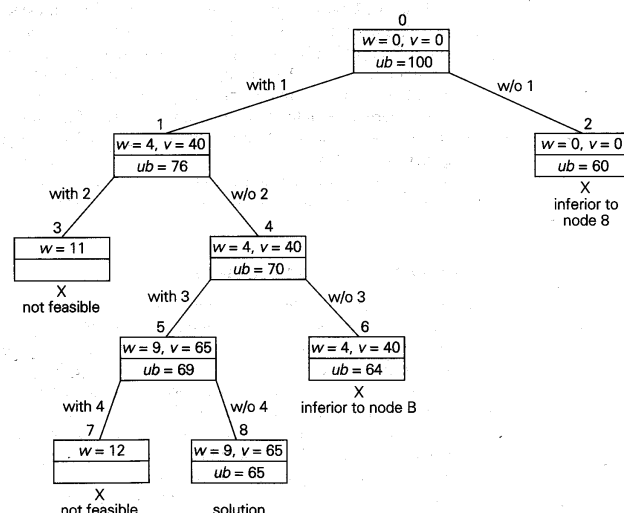 0
w = 0, v = 0
ub = 100
with 1
w/o 1
1
w = 4, v = 40
ub = 76
2
w = 0, v = 0
ub = 60
X
inferior to
node 8
with 2
w/o 2
3
w = 11
X
not feasible
4
w = 4, v = 40
ub = 70
with 3
w/o 3
5
w = 9, v = 65
ub = 69
6
w = 4, v = 40
ub = 64
X
inferior to node B
with 4
w/o 4
7
w = 12
X
not feasible
8
w = 9, v = 65
ub = 65
solution